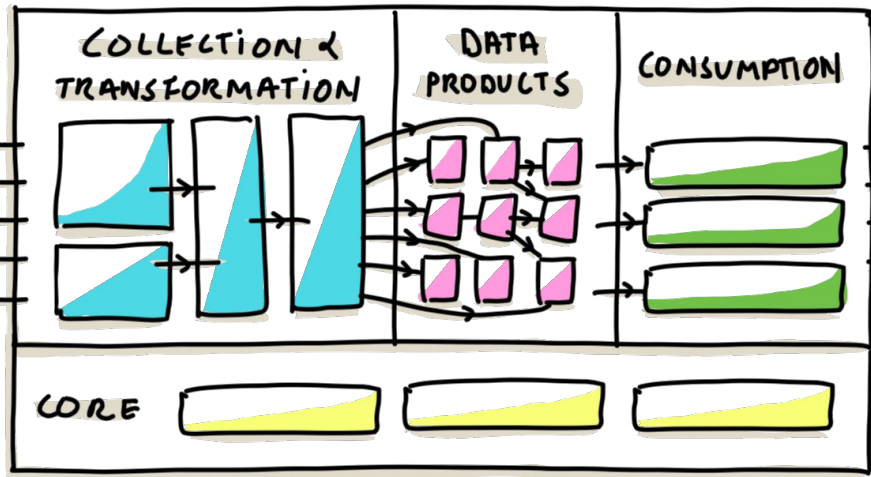 COLLECTION &
TRANSFORMATION
DATA
PRODUCTS
CONSUMPTION
CORE